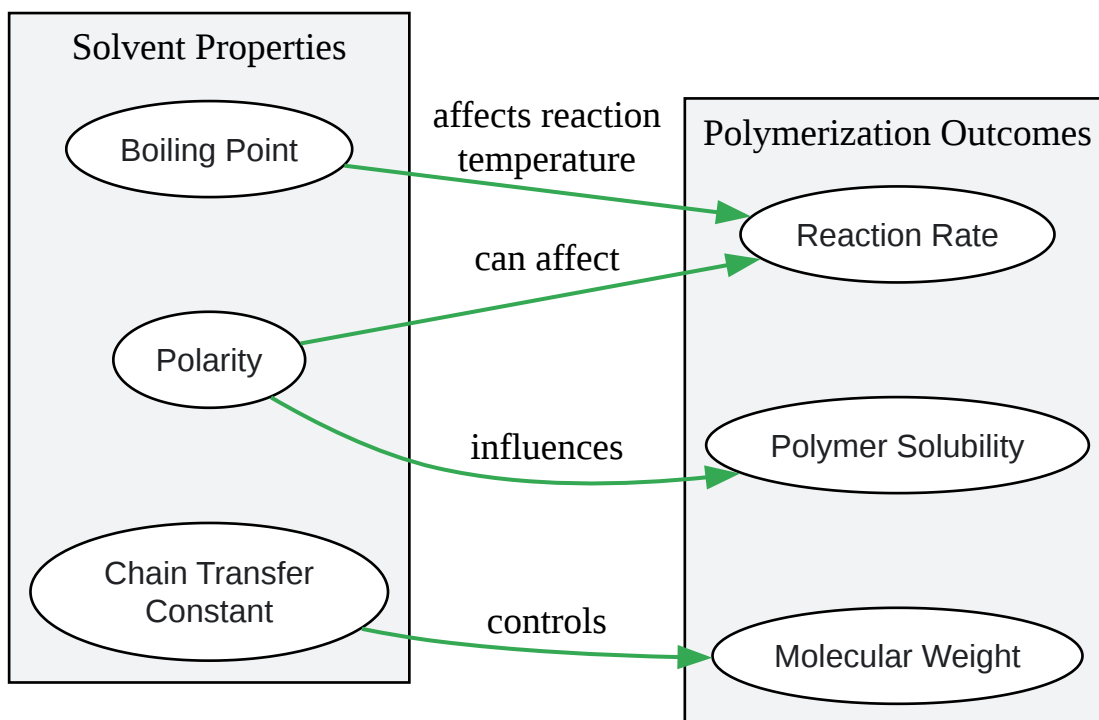 Solvent Properties
Boiling Point
Polarity
Chain Transfer
Constant
affects reaction
temperature
can affect
influences
controls
Polymerization Outcomes
Reaction Rate
Polymer Solubility
Molecular Weight